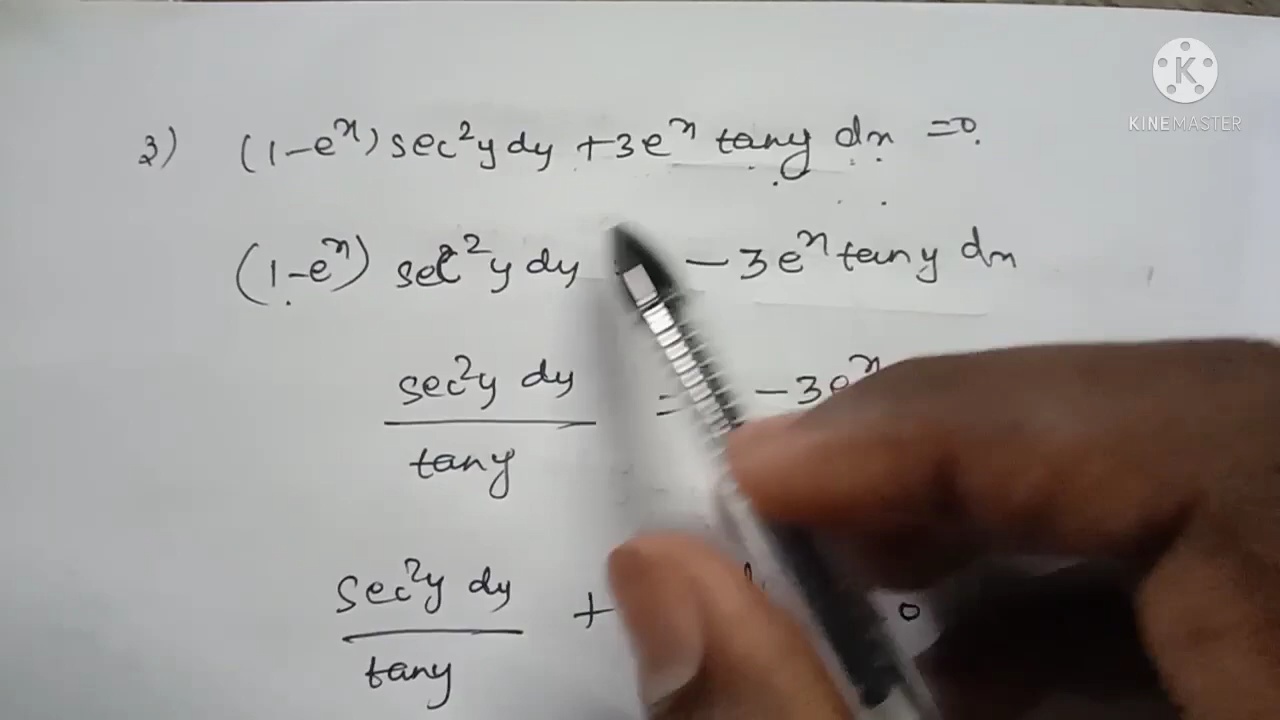 3) (1-e^x) sec²y dy + 3e^x tany dx = 0.
(1-e^x) sec²y dy - 3e^x tany dx
sec²y dy = - 3e^x
tany
sec²y dy + 0
tany
K
KINEMASTER